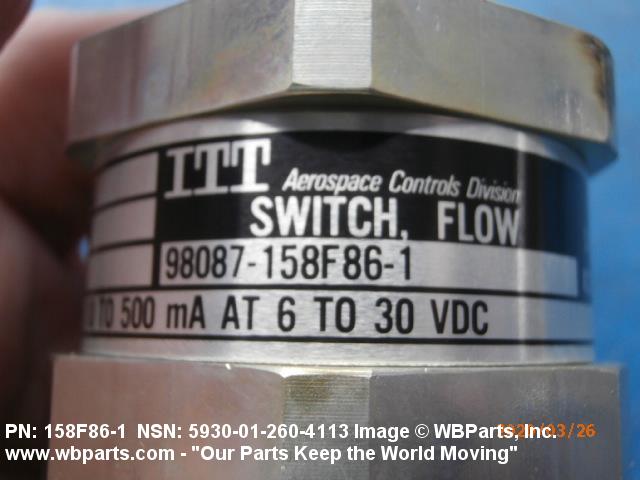 ITT Aerospace Controls Division
SWITCH, FLOW
98087-158F86-1
TO 500 mA AT 6 TO 30 VDC
PN: 158F86-1 NSN: 5930-01-260-4113 Image © WBParts, Inc.
www.wbparts.com - "Our Parts Keep the World Moving"